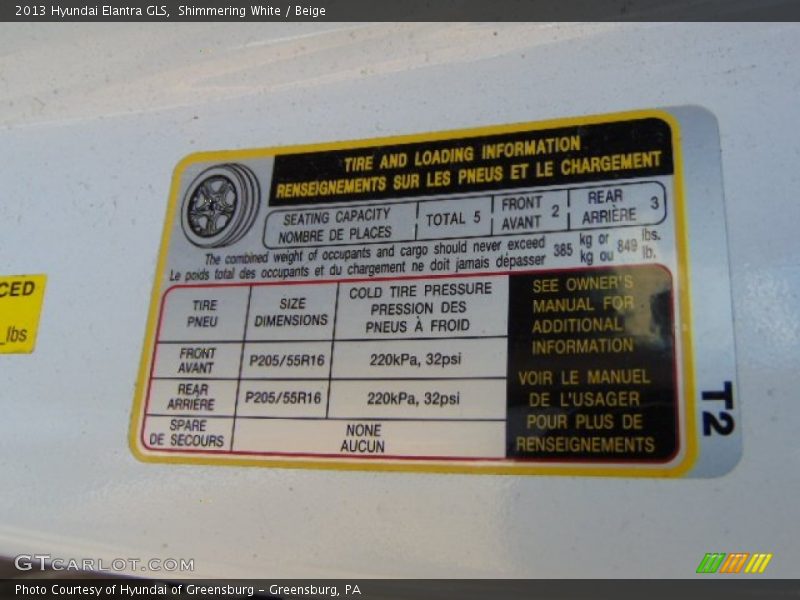 2013 Hyundai Elantra GLS,  Shimmering White / Beige
TIRE AND LOADING INFORMATION
RENSEIGNEMENTS SUR LES PNEUS ET LE CHARGEMENT
SEATING CAPACITY
NOMBRE DE PLACES
TOTAL 5
FRONT
AVANT 2
REAR
ARRIÈRE 3
The combined weight of occupants and cargo should never exceed 385 kg or 849 lbs.
Le poids total des occupants et du chargement ne doit jamais dépasser kg ou lb.
TIRE
PNEU
SIZE
DIMENSIONS
COLD TIRE PRESSURE
PRESSION DES
PNEUS À FROID
FRONT
AVANT
P205/55R16
220kPa, 32psi
REAR
ARRIÈRE
P205/55R16
220kPa, 32psi
SPARE
DE SECOURS
NONE
AUCUN
SEE OWNER'S
MANUAL FOR
ADDITIONAL
INFORMATION
VOIR LE MANUEL
DE L'USAGER
POUR PLUS DE
RENSEIGNEMENTS
T2
CED
lbs
GTCARLOT.COM
Photo Courtesy of Hyundai of Greensburg - Greensburg, PA